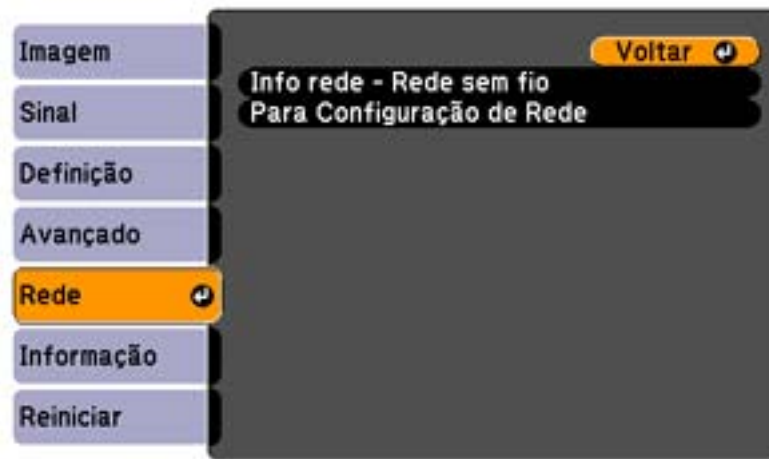 Imagem
Sinal
Definição
Avançado
Rede
Informação
Reiniciar
Voltar
Info rede - Rede sem fio
Para Configuração de Rede